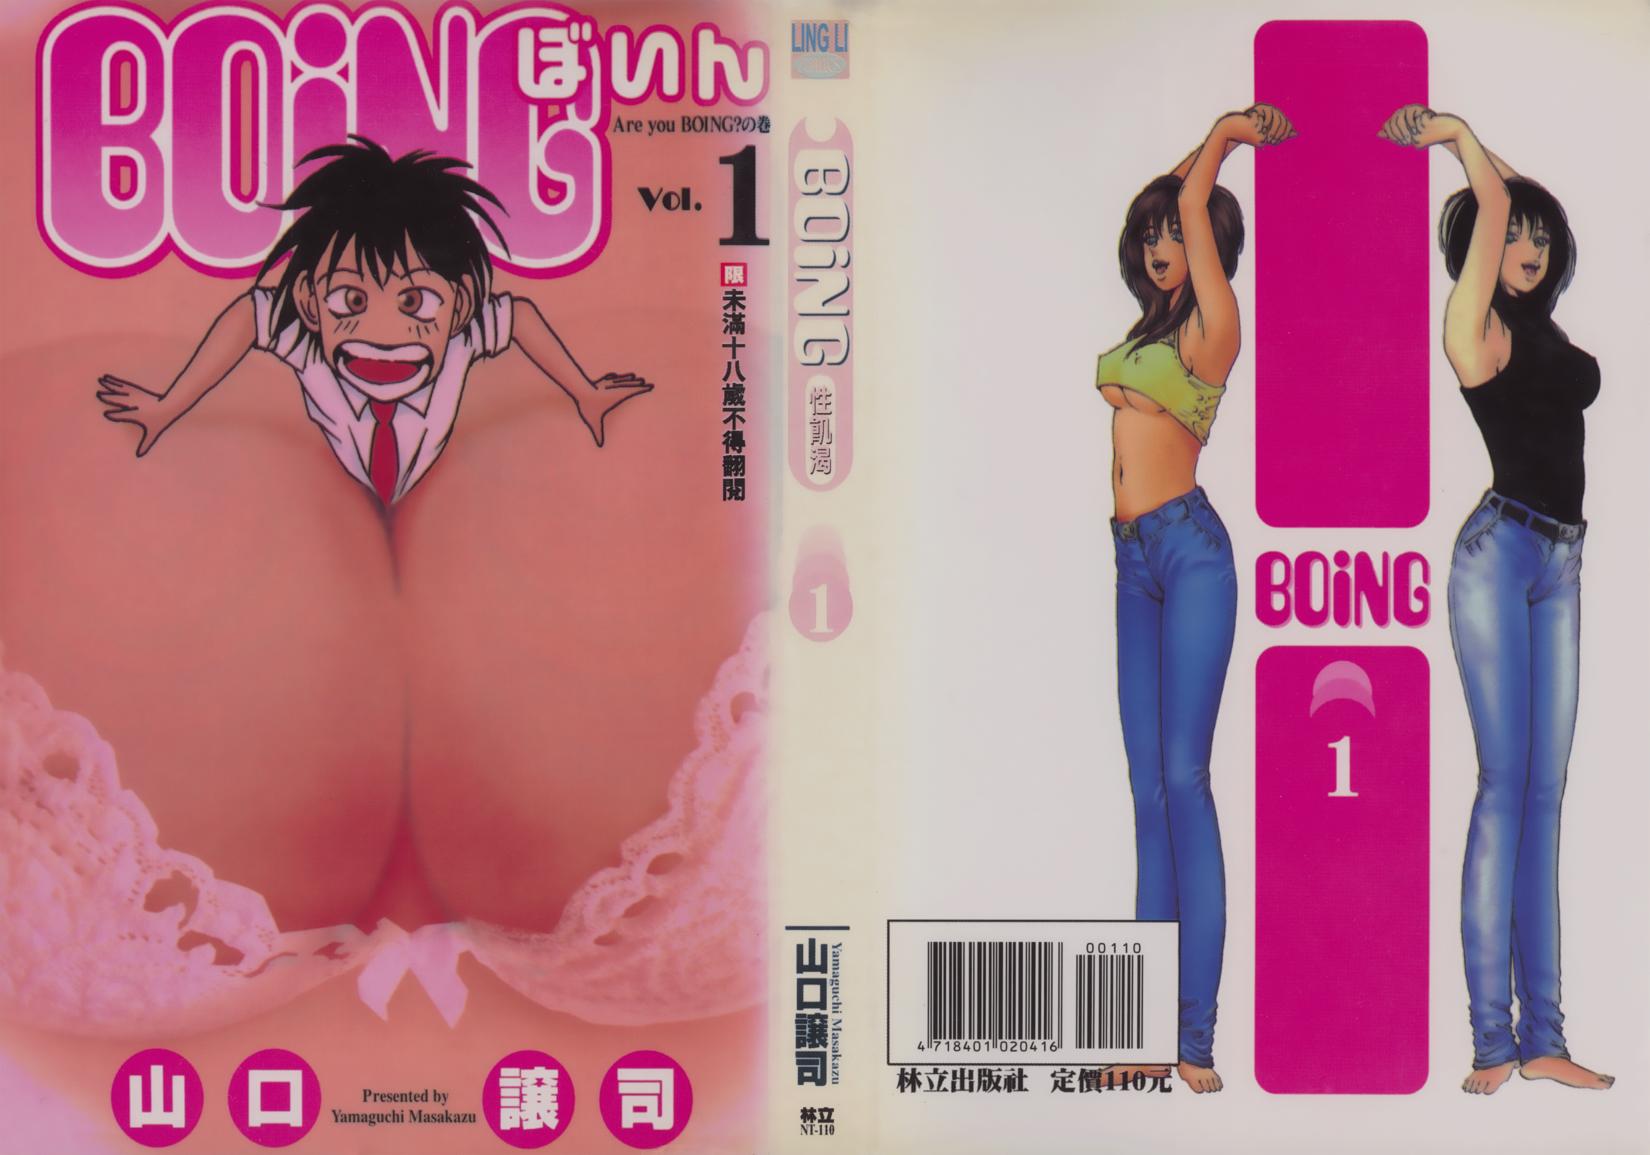 BOiNG
ぼいん
Are you BOING?の巻
Vol. 1
限
未滿十八歲不得翻閱
山口譲司
Presented by
Yamaguchi Masakazu
LING LI
COMICS
BOiNG
性飢渴
1
山口譲司
Yamaguchi Masakazu
林立
NT-110
BOiNG
1
00110
4 718401 020416
林立出版社 定價110元